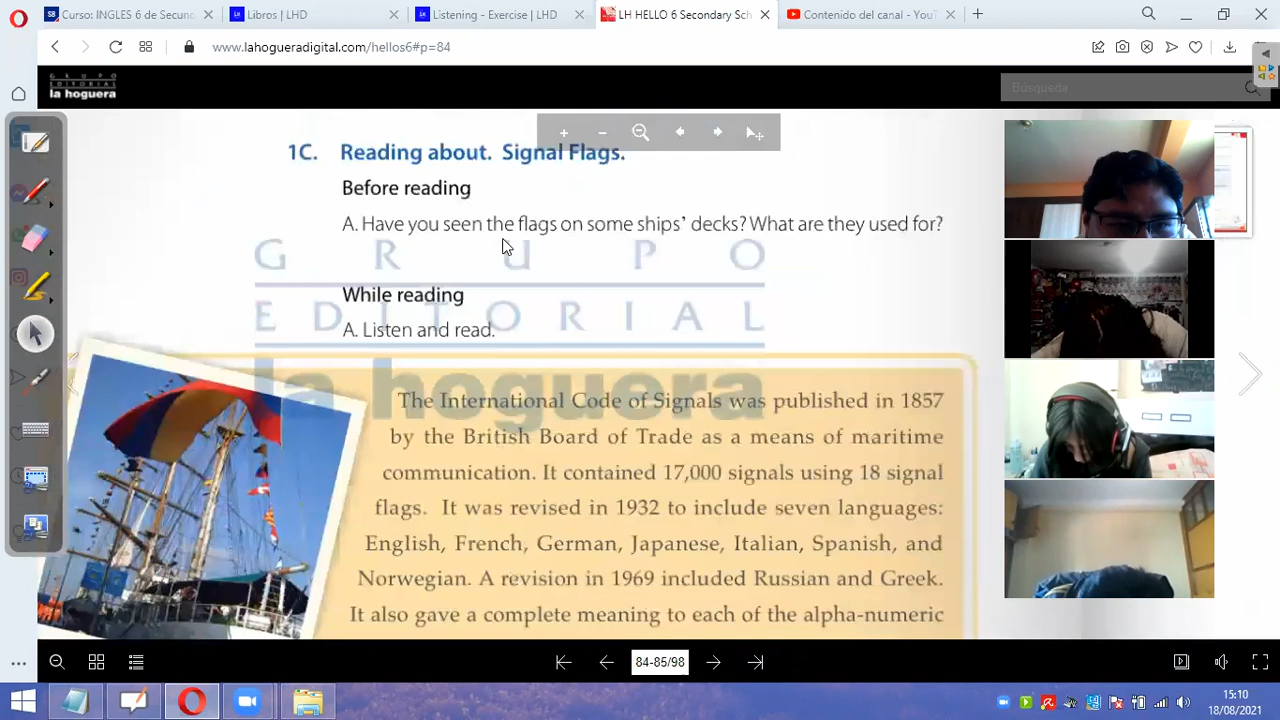 Curso: INGLES 6 de Secund
Libros | LHD
Listening - Exercise | LHD
LH HELLO 6 Secondary Sch
Contenido del canal - YouTu
www.lahogueradigital.com/hellos6#p=84
GRUPO
EDITORIAL
la hoguera
Búsqueda
1C. Reading about. Signal Flags.
Before reading
A. Have you seen the flags on some ships’ decks? What are they used for?
GRUPO
While reading
EDITORIAL
A. Listen and read.
la hoguera
The International Code of Signals was published in 1857
by the British Board of Trade as a means of maritime
communication. It contained 17,000 signals using 18 signal
flags. It was revised in 1932 to include seven languages:
English, French, German, Japanese, Italian, Spanish, and
Norwegian. A revision in 1969 included Russian and Greek.
It also gave a complete meaning to each of the alpha-numeric
84-85/98
15:10
18/08/2021